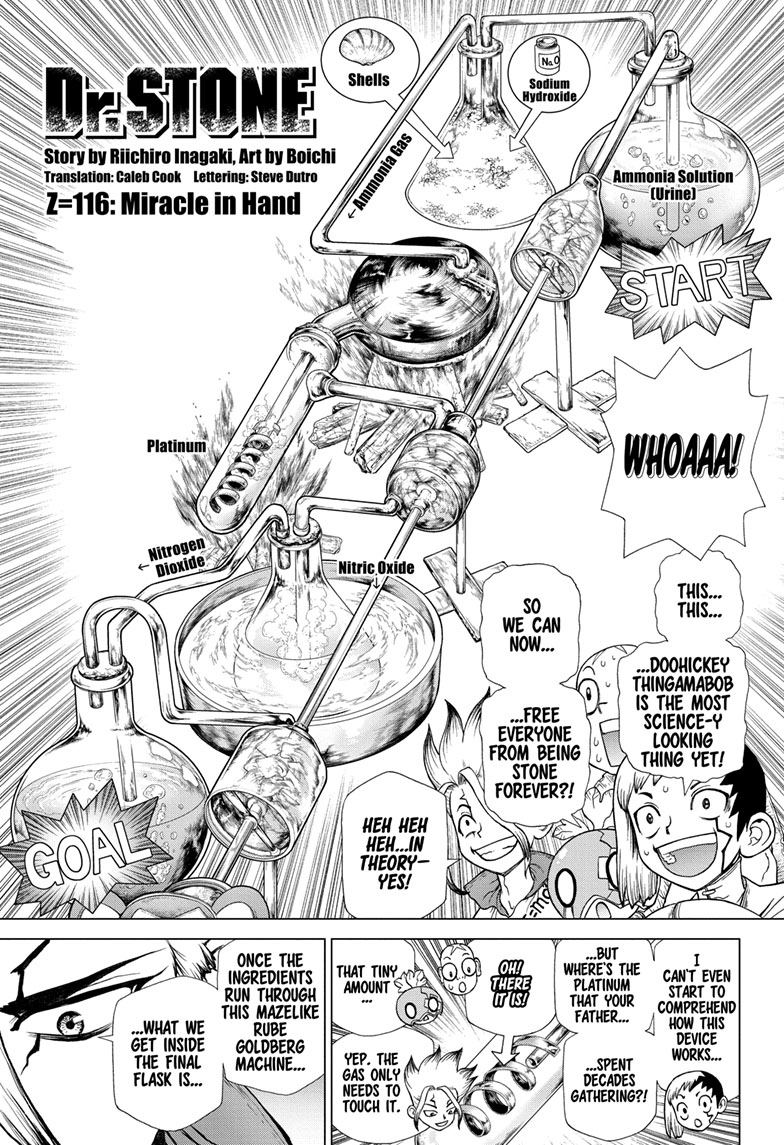 Dr.STONE
Story by Riichiro Inagaki, Art by Boichi
Translation: Caleb Cook Lettering: Steve Dutro
Z=116: Miracle in Hand
Shells
No.0
Sodium
Hydroxide
← Ammonia Gas
Ammonia Solution
(Urine)
START
WHOAAA!
Platinum
← Nitrogen
Dioxide
Nitric Oxide
↓
GOAL
THIS...
THIS...
...DOOHICKEY
THINGAMABOB
IS THE MOST
SCIENCE-Y
LOOKING
THING YET!
SO
WE CAN
NOW...
...FREE
EVERYONE
FROM BEING
STONE
FOREVER?!
HEH HEH
HEH...IN
THEORY—
YES!
I
CAN'T EVEN
START TO
COMPREHEND
HOW THIS
DEVICE
WORKS...
...BUT
WHERE'S THE
PLATINUM
THAT YOUR
FATHER...
...SPENT
DECADES
GATHERING?!
OH!
THERE
IT IS!
THAT TINY
AMOUNT
...
YEP. THE
GAS ONLY
NEEDS TO
TOUCH IT.
ONCE THE
INGREDIENTS
RUN THROUGH
THIS MAZELIKE
RUBE
GOLDBERG
MACHINE...
...WHAT WE
GET INSIDE
THE FINAL
FLASK IS...